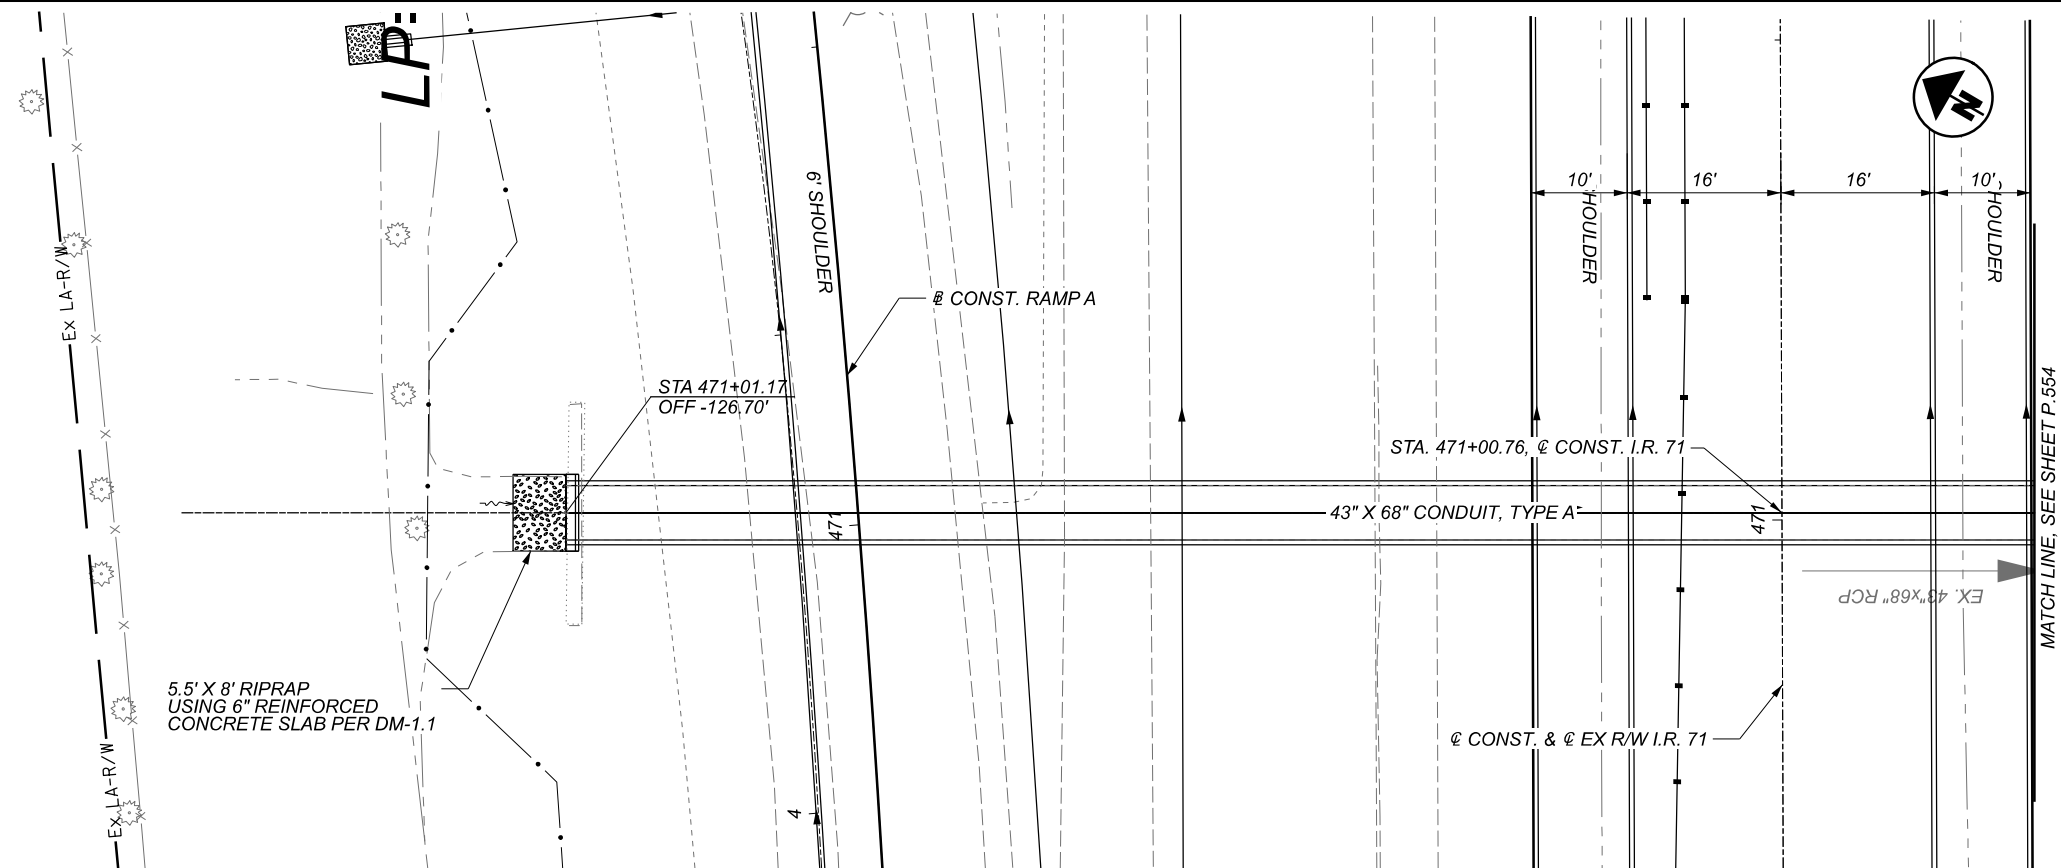 LP=
N
10'
16'
16'
10'
6' SHOULDER
HOULDER
HOULDER
Ex LA-R/W
℄ CONST. RAMP A
STA 471+01.17
OFF -126.70'
STA. 471+00.76, ℄ CONST. I.R. 71
43" X 68" CONDUIT, TYPE A
471
471
EX. 43"x68" RCP
MATCH LINE, SEE SHEET P.554
5.5' X 8' RIPRAP
USING 6" REINFORCED
CONCRETE SLAB PER DM-1.1
℄ CONST. & ℄ EX R/W I.R. 71
Ex LA-R/W
4